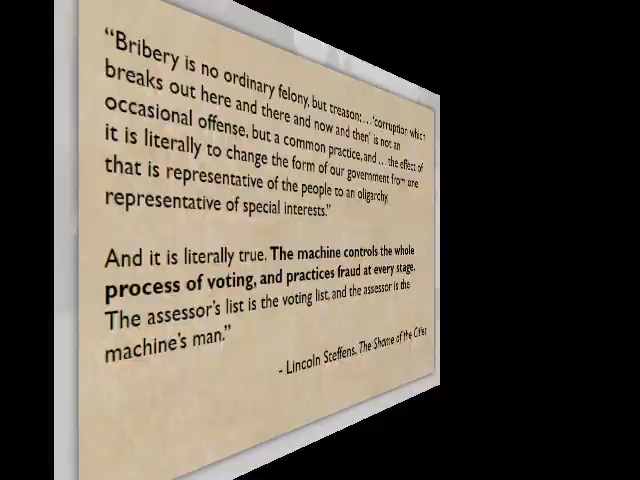 “Bribery is no ordinary felony, but treason; …‘corruption which
breaks out here and there and now and then’ is not an
occasional offense, but a common practice, and … the effect of
it is literally to change the form of our government from one
that is representative of the people to an oligarchy,
representative of special interests.”
And it is literally true. The machine controls the whole
process of voting, and practices fraud at every stage.
The assessor’s list is the voting list, and the assessor is the
machine’s man.”
- Lincoln Steffens, The Shame of the Cities